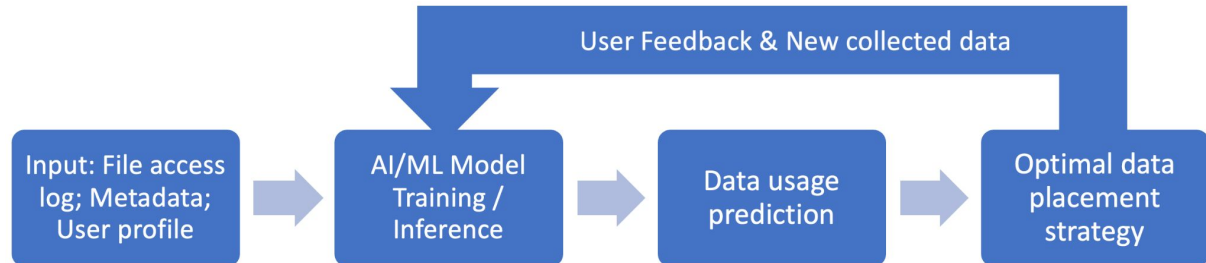 User Feedback & New collected data
Input: File access
log; Metadata;
User profile
AI/ML Model
Training /
Inference
Data usage
prediction
Optimal data
placement
strategy